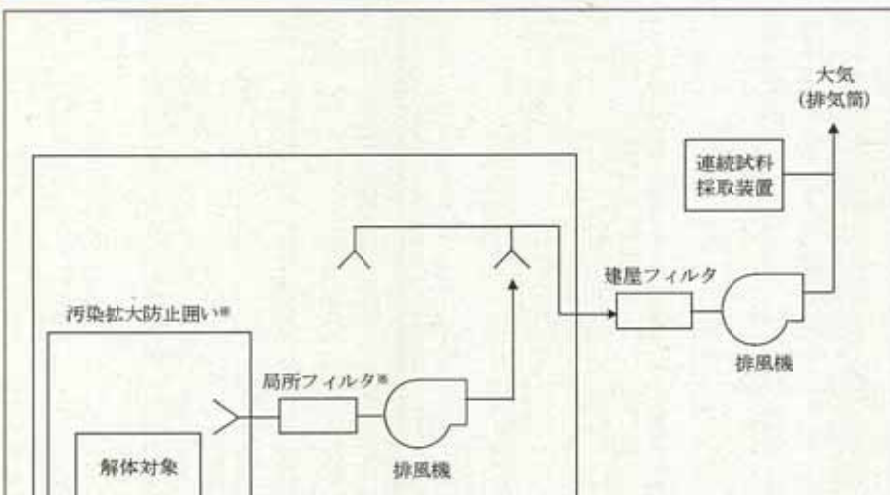 大気
(排気筒)
連続試料
採取装置
建屋フィルタ
排風機
汚染拡大防止囲い※
局所フィルタ※
排風機
解体対象